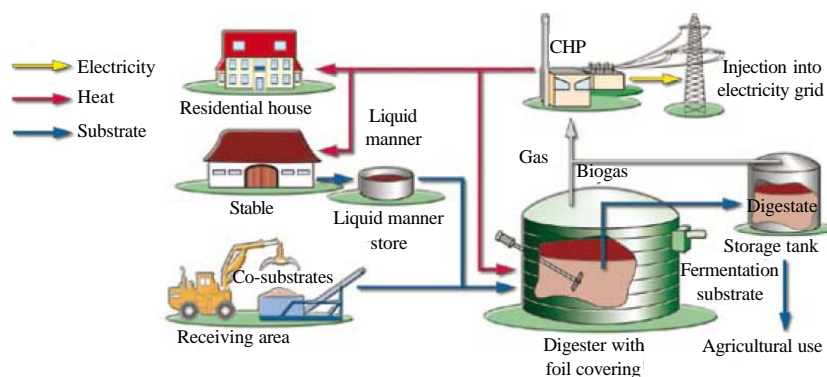 Electricity
Heat
Substrate
Residential house
Liquid
manner
Stable
Liquid manner
store
Co-substrates
Receiving area
CHP
Injection into
electricity grid
Gas
Biogas
Digestate
Storage tank
Fermentation
substrate
Digester with
foil covering
Agricultural use